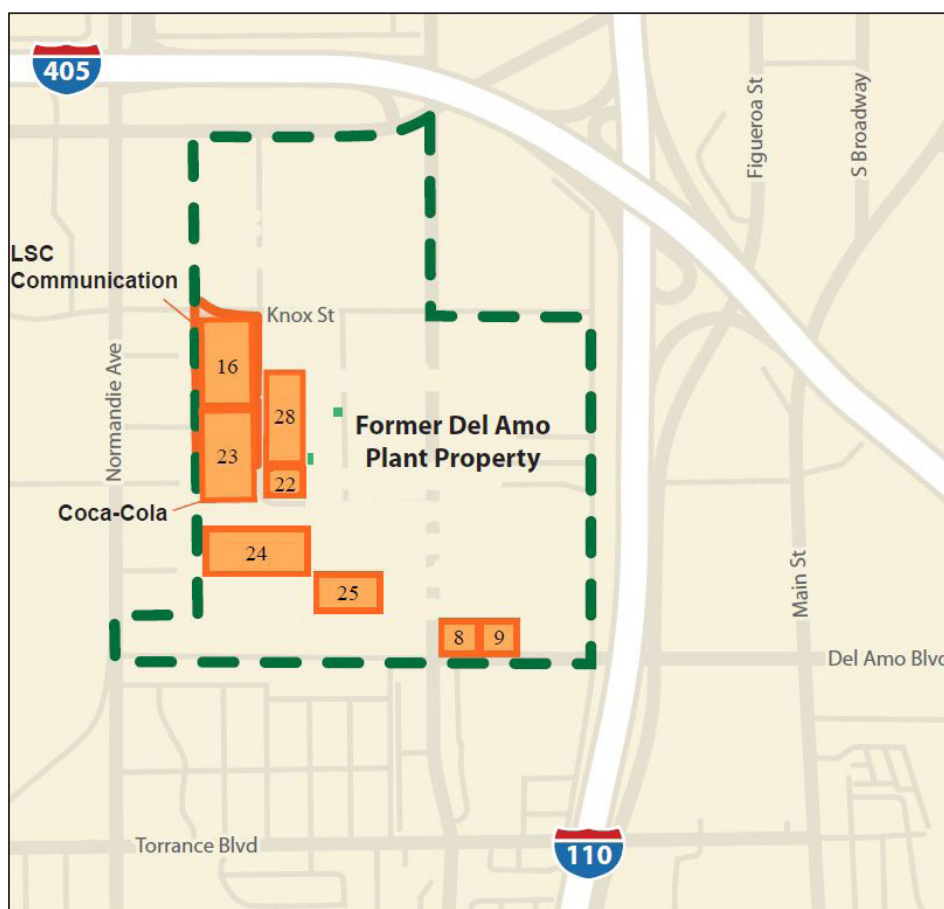 405
Figueroa St
S Broadway
LSC
Communication
Knox St
16
28
Normandie Ave
Former Del Amo
Plant Property
23
22
Coca-Cola
24
25
Main St
8
9
Del Amo Blvd
Torrance Blvd
110